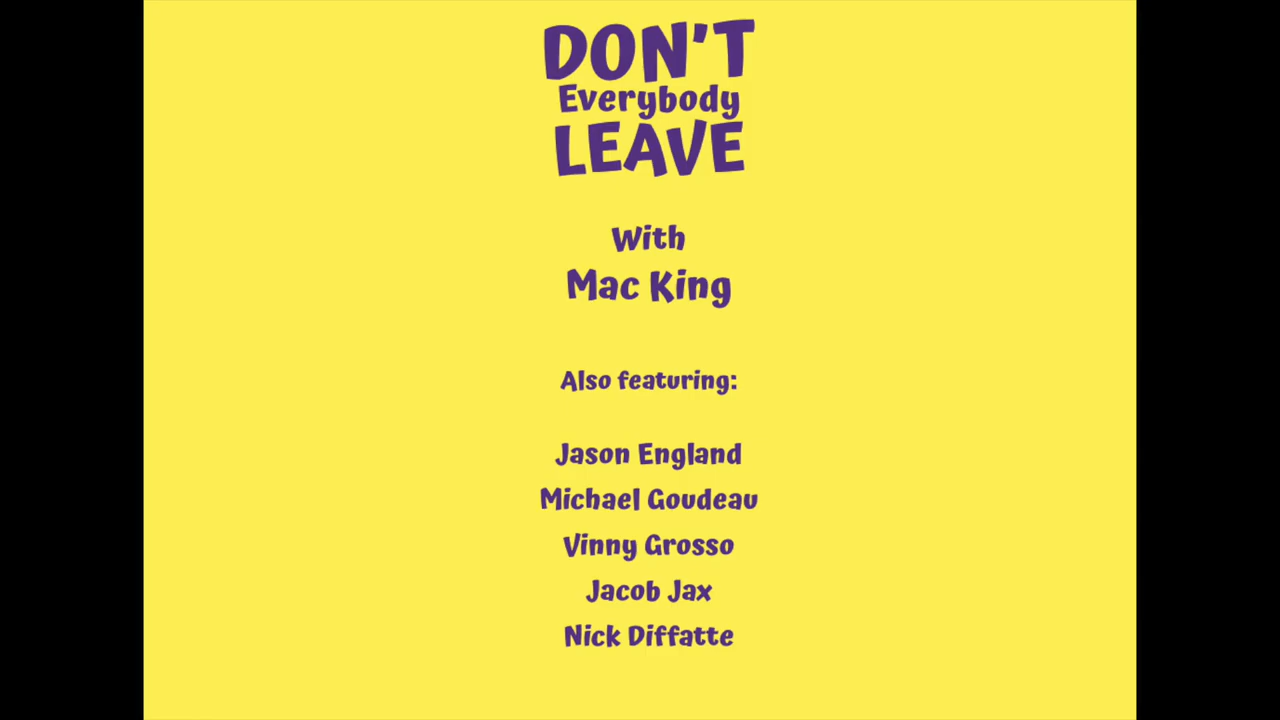 DON'T
Everybody
LEAVE
With
Mac King
Also featuring:
Jason England
Michael Goudeau
Vinny Grosso
Jacob Jax
Nick Diffatte